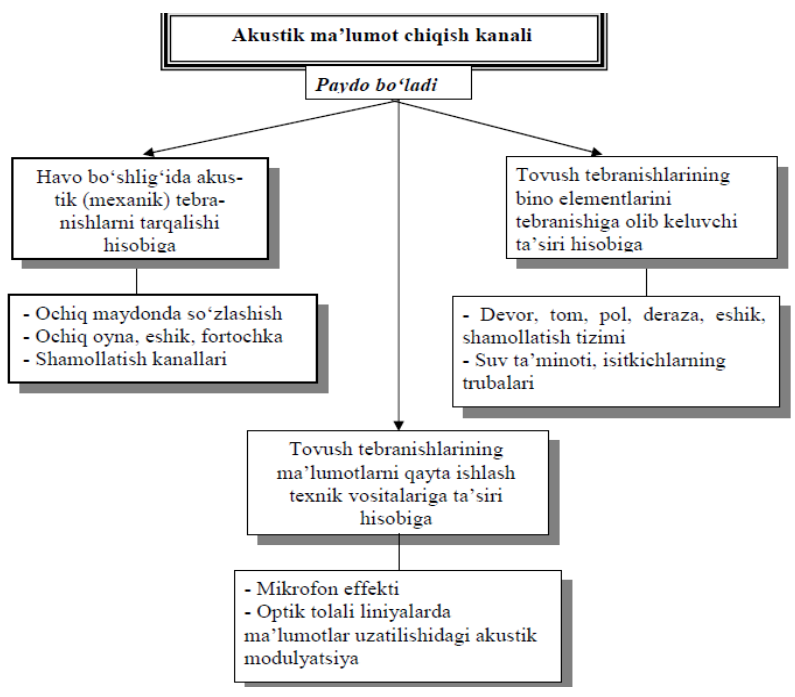 Akustik ma’lumot chiqish kanali
Paydo bo‘ladi
Havo bo‘shlig‘ida akus-
tik (mexanik) tebra-
nishlarni tarqalishi
hisobiga
- Ochiq maydonda so‘zlashish
- Ochiq oyna, eshik, fortochka
- Shamollatish kanallari
Tovush tebranishlarining
bino elementlarini
tebranishiga olib keluvchi
ta’siri hisobiga
- Devor, tom, pol, deraza, eshik,
shamollatish tizimi
- Suv ta’minoti, isitkichlarning
trubalari
Tovush tebranishlarining
ma’lumotlarni qayta ishlash
texnik vositalariga ta’siri
hisobiga
- Mikrofon effekti
- Optik tolali liniyalarda
ma’lumotlar uzatilishidagi akustik
modulyatsiya